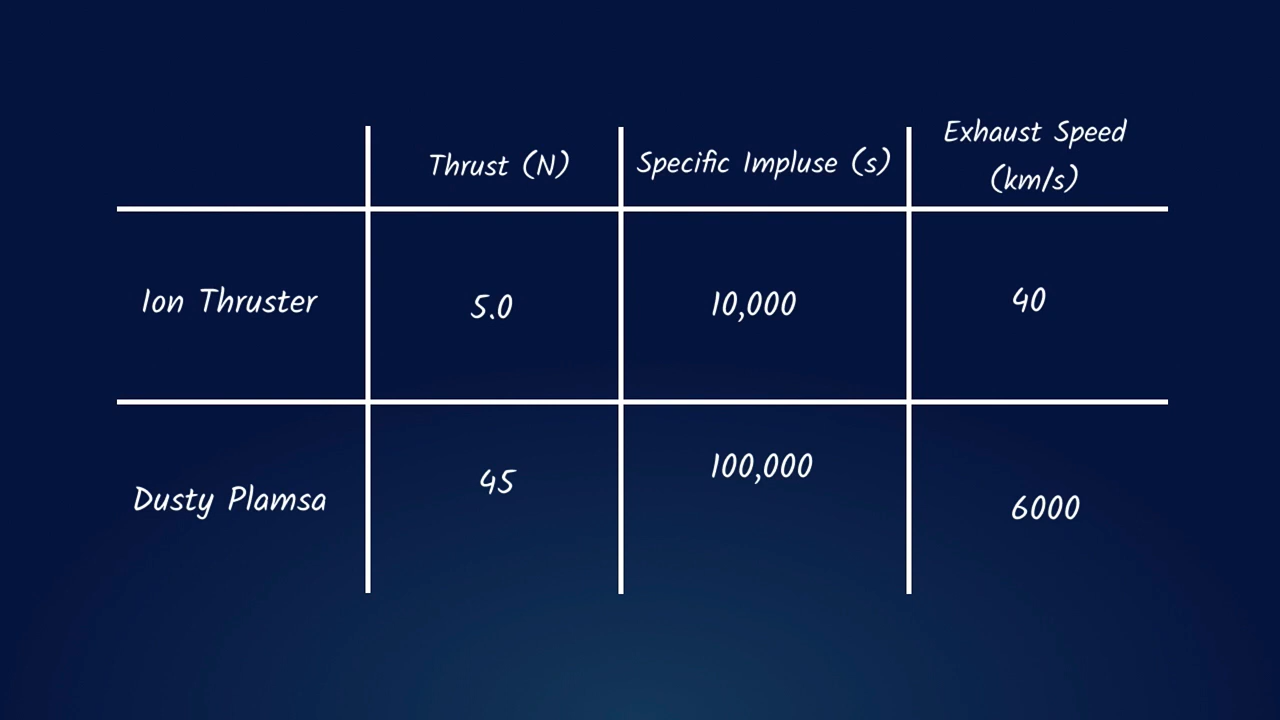 Thrust (N) Specific Impluse (s) Exhaust Speed
(km/s)
Ion Thruster 5.0 10,000 40
Dusty Plamsa 45 100,000 6000